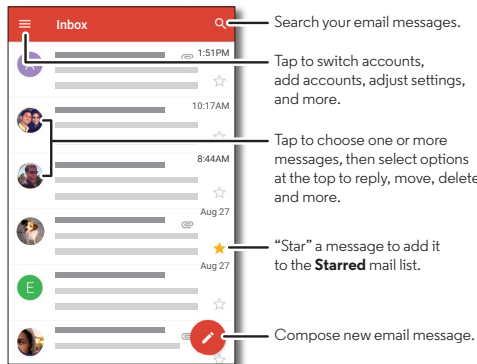 Inbox
Search your email messages.
1:51PM
A
Tap to switch accounts,
add accounts, adjust settings,
and more.
10:17AM
Tap to choose one or more
messages, then select options
at the top to reply, move, delete
and more.
8:44AM
Aug 27
"Star" a message to add it
to the Starred mail list.
Aug 27
E
Compose new email message.